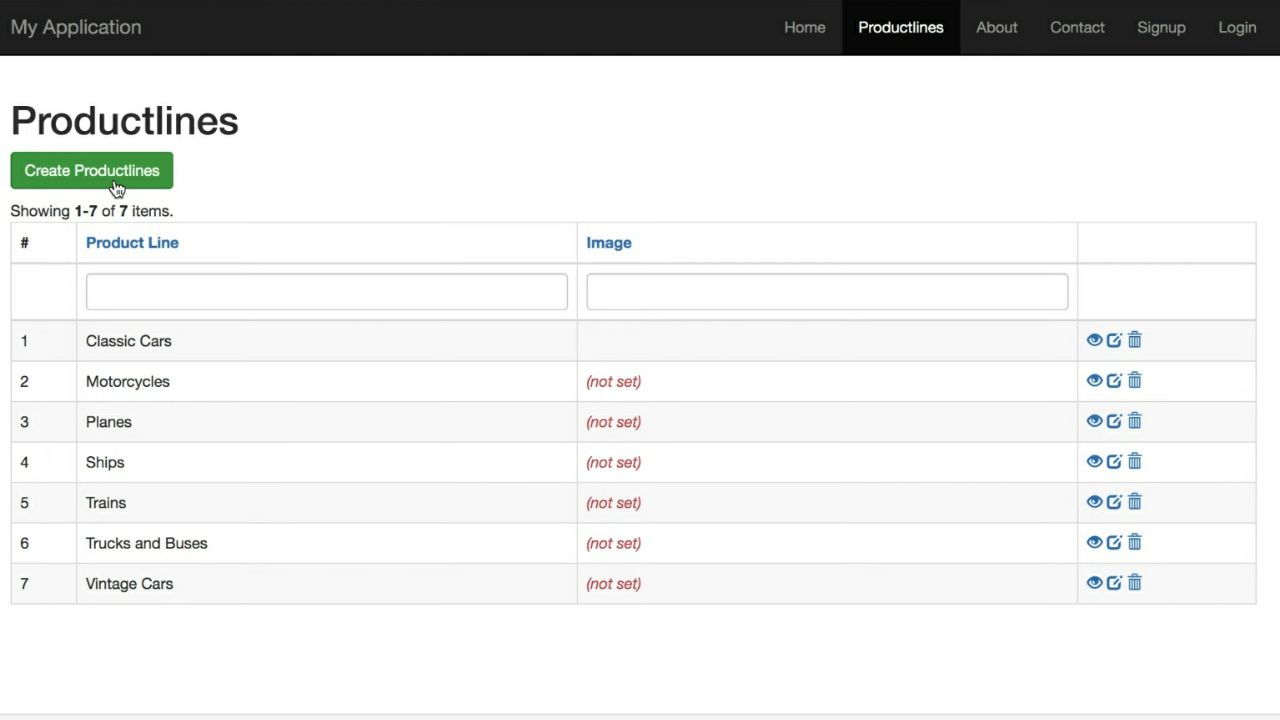 My Application Home Productlines About Contact Signup Login
Productlines
Create Productlines
Showing 1-7 of 7 items.
# Product Line Image
1 Classic Cars
2 Motorcycles (not set)
3 Planes (not set)
4 Ships (not set)
5 Trains (not set)
6 Trucks and Buses (not set)
7 Vintage Cars (not set)